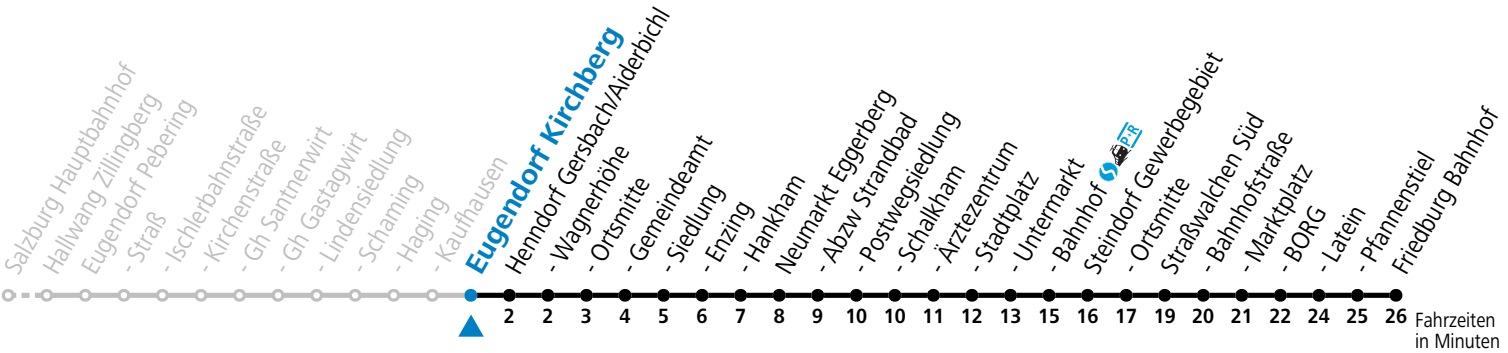 Salzburg Hauptbahnhof
Hallwang Zillingberg
Eugendorf Pebering
- Straß
- Ischlerbahnstraße
- Kirchenstraße
- Gh Santnerwirt
- Gh Gastagwirt
- Lindensiedlung
- Schaming
- Haging
- Kaufhausen
Eugendorf Kirchberg
Henndorf Gersbach/Aiderbichl
- Wagnerhöhe
- Ortsmitte
- Gemeindeamt
- Siedlung
- Enzing
- Hankham
Neumarkt Eggerberg
- Abzw Strandbad
- Postwegsiedlung
- Schalkham
- Ärztezentrum
- Stadtplatz
- Untermarkt
- Bahnhof S P+R
Steindorf Gewerbegebiet
- Ortsmitte
Straßwalchen Süd
- Bahnhofstraße
- Marktplatz
- BORG
- Latein
- Pfannenstiel
Friedburg Bahnhof
2 2 3 4 5 6 7 8 9 10 10 11 12 13 15 16 17 19 20 21 22 24 25 26 Fahrzeiten
in Minuten